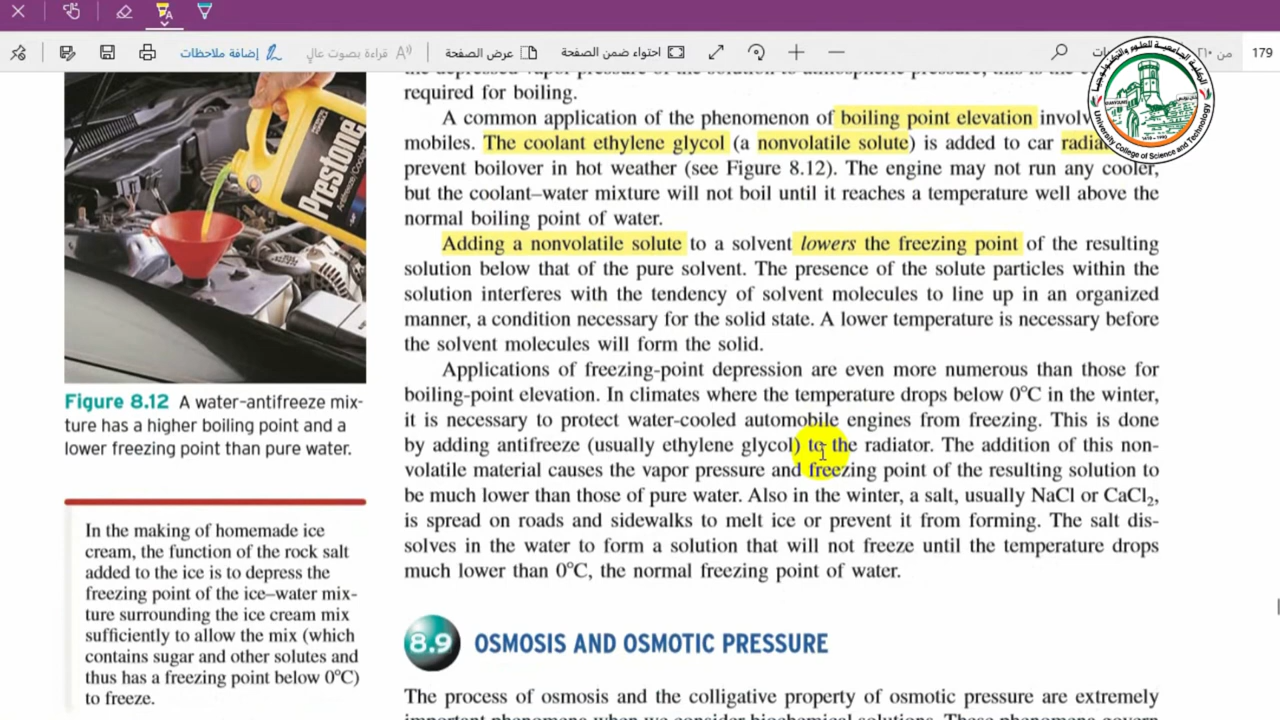 إضافة ملاحظات
قراءة بصوت عالٍ
عرض الصفحة
احتواء ضمن الصفحة
من
179
required for boiling.
A common application of the phenomenon of boiling point elevation
mobiles. The coolant ethylene glycol (a nonvolatile solute) is added to car
prevent boilover in hot weather (see Figure 8.12). The engine may not run any cooler,
but the coolant–water mixture will not boil until it reaches a temperature well above the
normal boiling point of water.
Adding a nonvolatile solute to a solvent lowers the freezing point of the resulting
solution below that of the pure solvent. The presence of the solute particles within the
solution interferes with the tendency of solvent molecules to line up in an organized
manner, a condition necessary for the solid state. A lower temperature is necessary before
the solvent molecules will form the solid.
Applications of freezing-point depression are even more numerous than those for
boiling-point elevation. In climates where the temperature drops below 0°C in the winter,
it is necessary to protect water-cooled automobile engines from freezing. This is done
by adding antifreeze (usually ethylene glycol) to the radiator. The addition of this non-
volatile material causes the vapor pressure and freezing point of the resulting solution to
be much lower than those of pure water. Also in the winter, a salt, usually NaCl or CaCl₂,
is spread on roads and sidewalks to melt ice or prevent it from forming. The salt dis-
solves in the water to form a solution that will not freeze until the temperature drops
much lower than 0°C, the normal freezing point of water.
8.9 OSMOSIS AND OSMOTIC PRESSURE
The process of osmosis and the colligative property of osmotic pressure are extremely
Prestone
Figure 8.12 A water-antifreeze mix-
ture has a higher boiling point and a
lower freezing point than pure water.
In the making of homemade ice
cream, the function of the rock salt
added to the ice is to depress the
freezing point of the ice–water mix-
ture surrounding the ice cream mix
sufficiently to allow the mix (which
contains sugar and other solutes and
thus has a freezing point below 0°C)
to freeze.
University College of Science and Technology